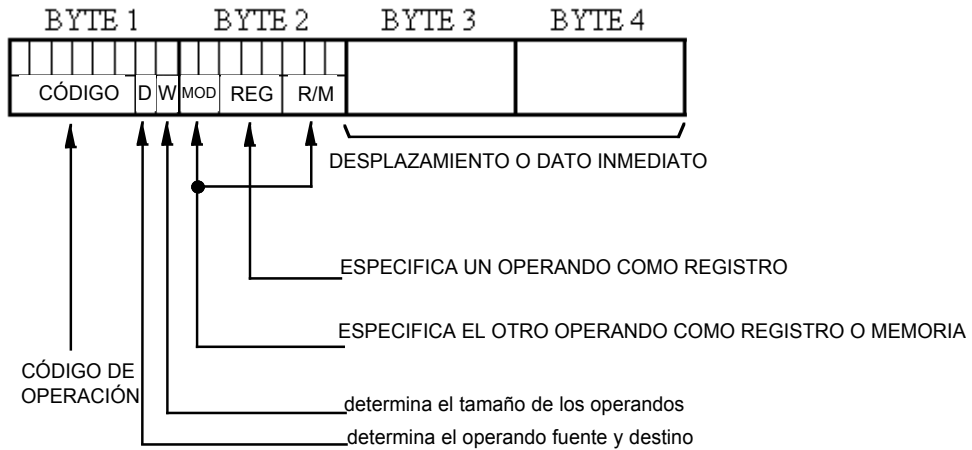 BYTE 1 BYTE 2 BYTE 3 BYTE 4
CÓDIGO D W MOD REG R/M
DESPLAZAMIENTO O DATO INMEDIATO
ESPECIFICA UN OPERANDO COMO REGISTRO
ESPECIFICA EL OTRO OPERANDO COMO REGISTRO O MEMORIA
CÓDIGO DE
OPERACIÓN
determina el tamaño de los operandos
determina el operando fuente y destino